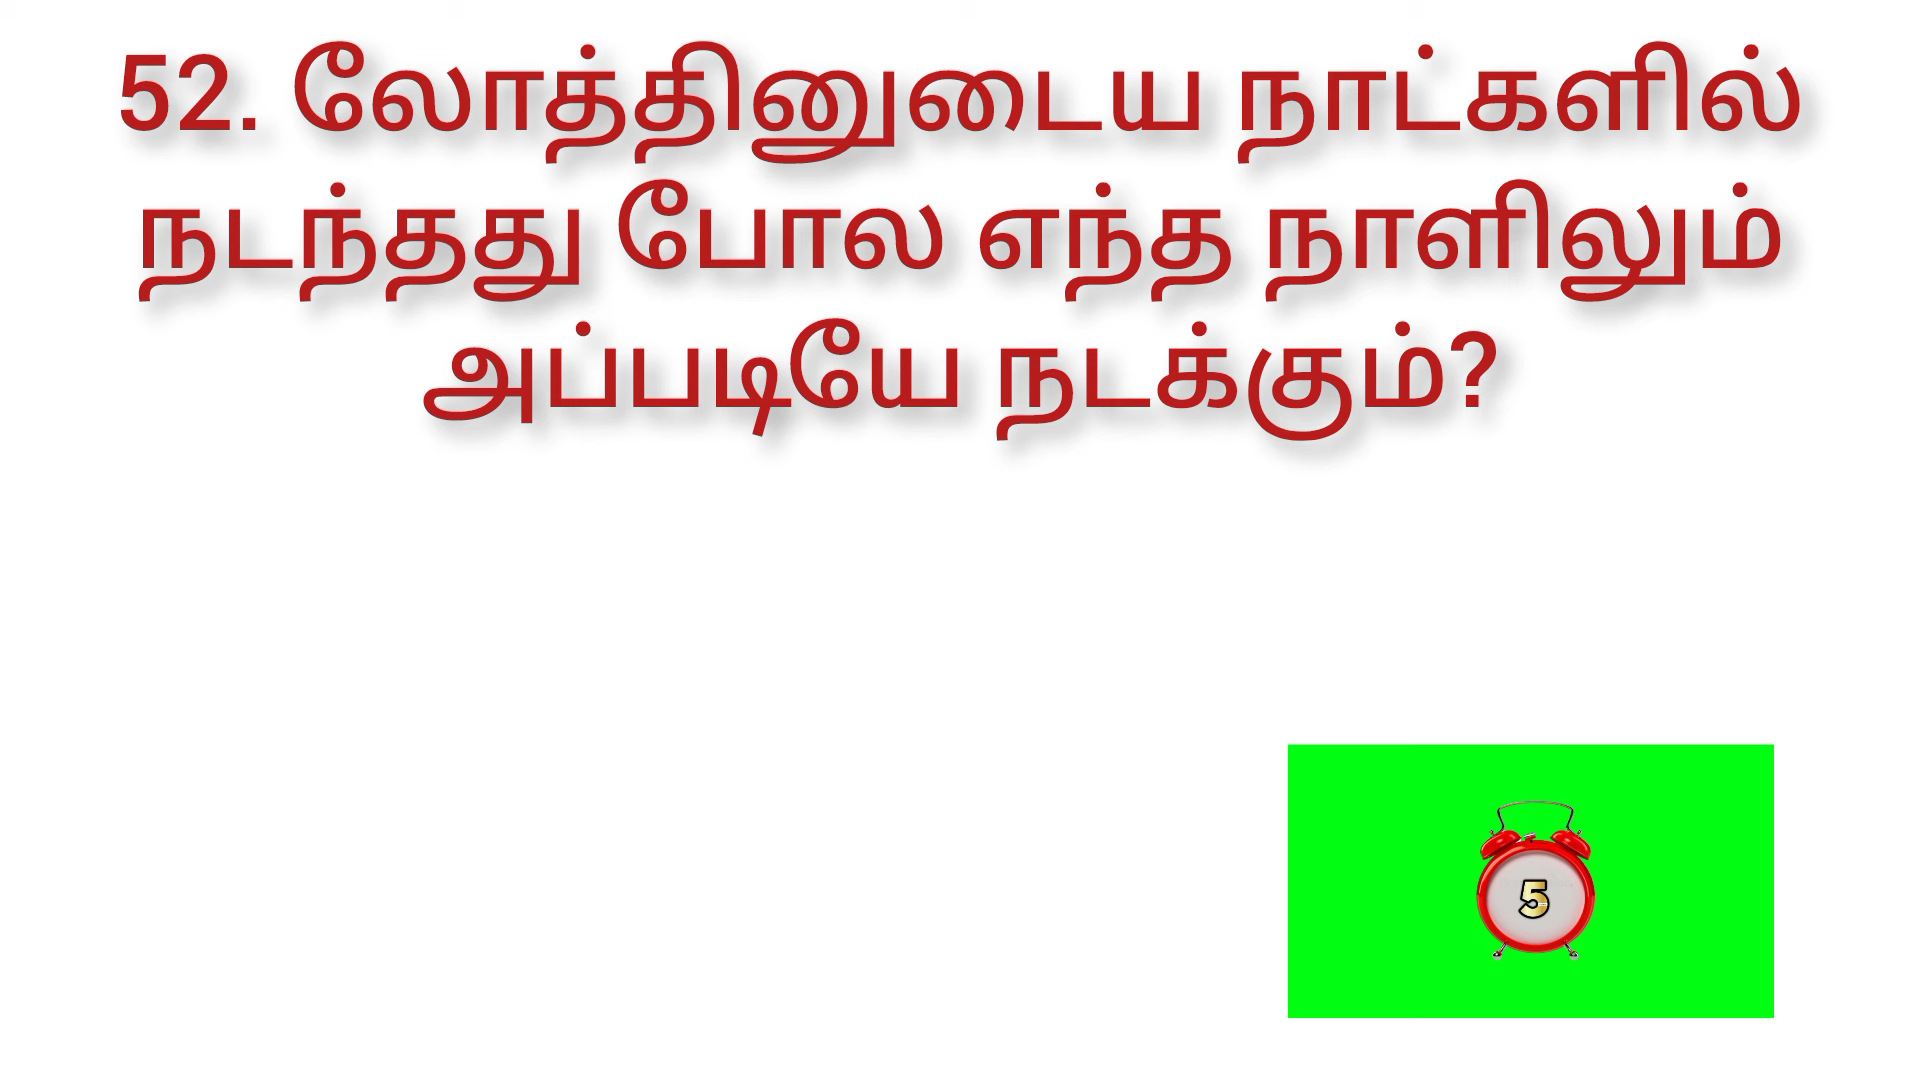 52. லோத்தினுடைய நாட்களில்
நடந்தது போல எந்த நாளிலும்
அப்படியே நடக்கும்?
5